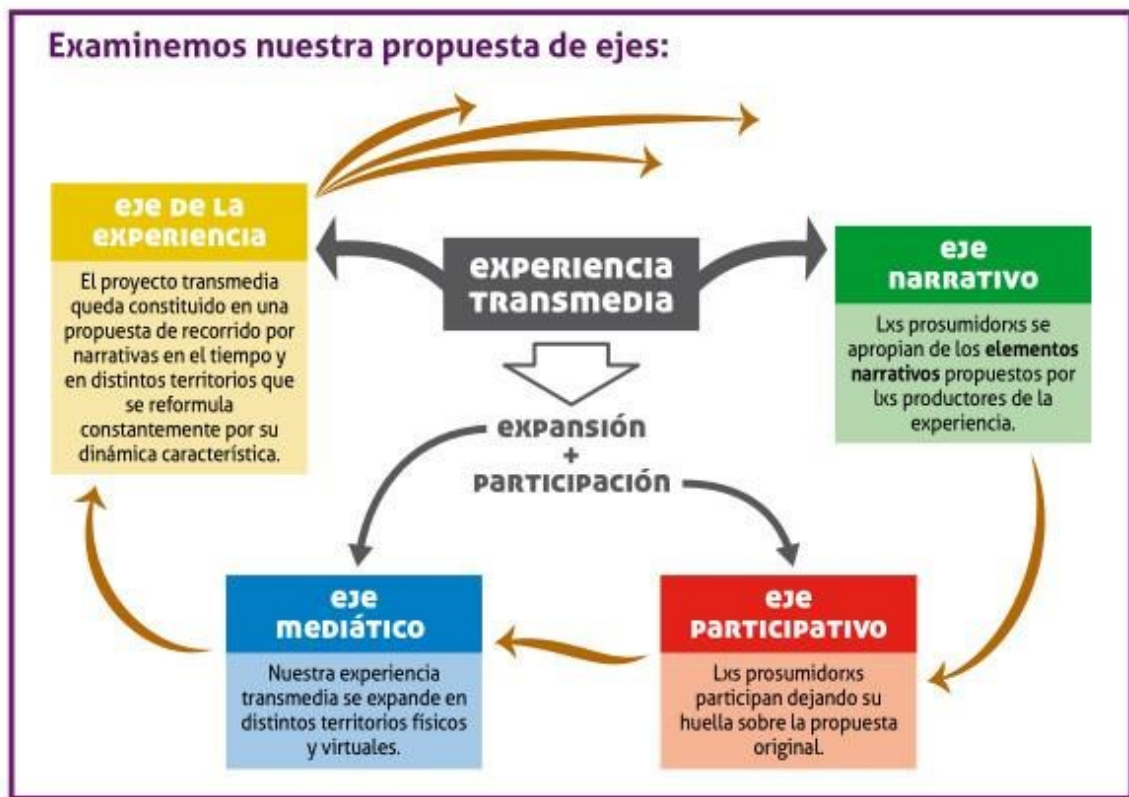 Examinemos nuestra propuesta de ejes:
eje de la
experiencia
El proyecto transmedia
queda constituido en una
propuesta de recorrido por
narrativas en el tiempo y
en distintos territorios que
se reformula
constantemente por su
dinámica característica.
experiencia
transmedia
eje
narrativo
Lxs prosumidorxs se
apropian de los elementos
narrativos propuestos por
lxs productores de la
experiencia.
expansión
+
participación
eje
mediático
Nuestra experiencia
transmedia se expande en
distintos territorios físicos
y virtuales.
eje
participativo
Lxs prosumidorxs
participan dejando su
huella sobre la propuesta
original.